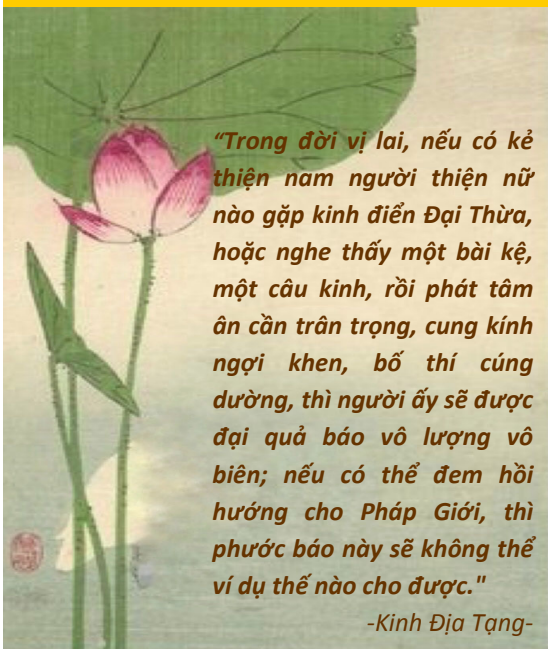 “Trong đời vị lai, nếu có kẻ
thiện nam người thiện nữ
nào gặp kinh điển Đại Thừa,
hoặc nghe thấy một bài kệ,
một câu kinh, rồi phát tâm
ân cần trân trọng, cung kính
ngợi khen, bố thí cúng
dường, thì người ấy sẽ được
đại quả báo vô lượng vô
biên; nếu có thể đem hồi
hướng cho Pháp Giới, thì
phước báo này sẽ không thể
ví dụ thế nào cho được."
-Kinh Địa Tạng-